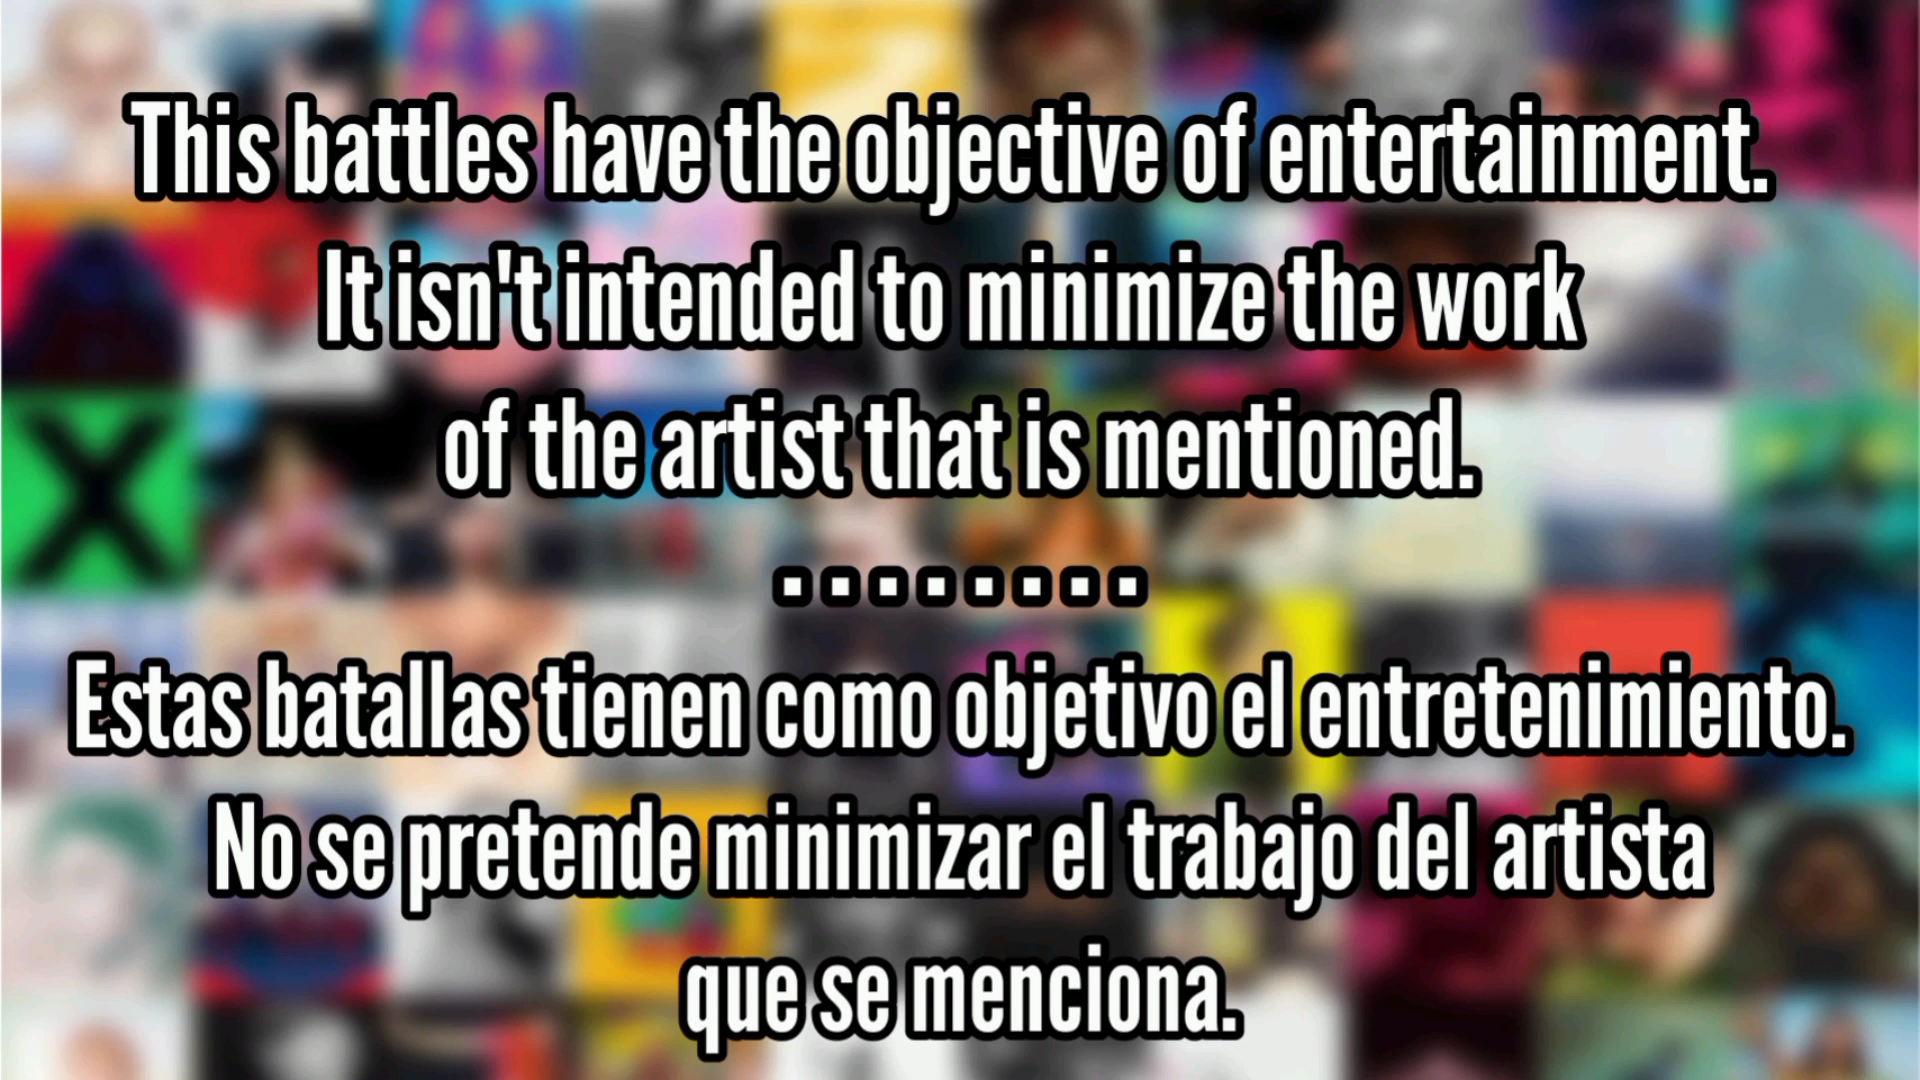 This battles have the objective of entertainment.
It isn't intended to minimize the work
of the artist that is mentioned.
........
Estas batallas tienen como objetivo el entretenimiento.
No se pretende minimizar el trabajo del artista
que se menciona.